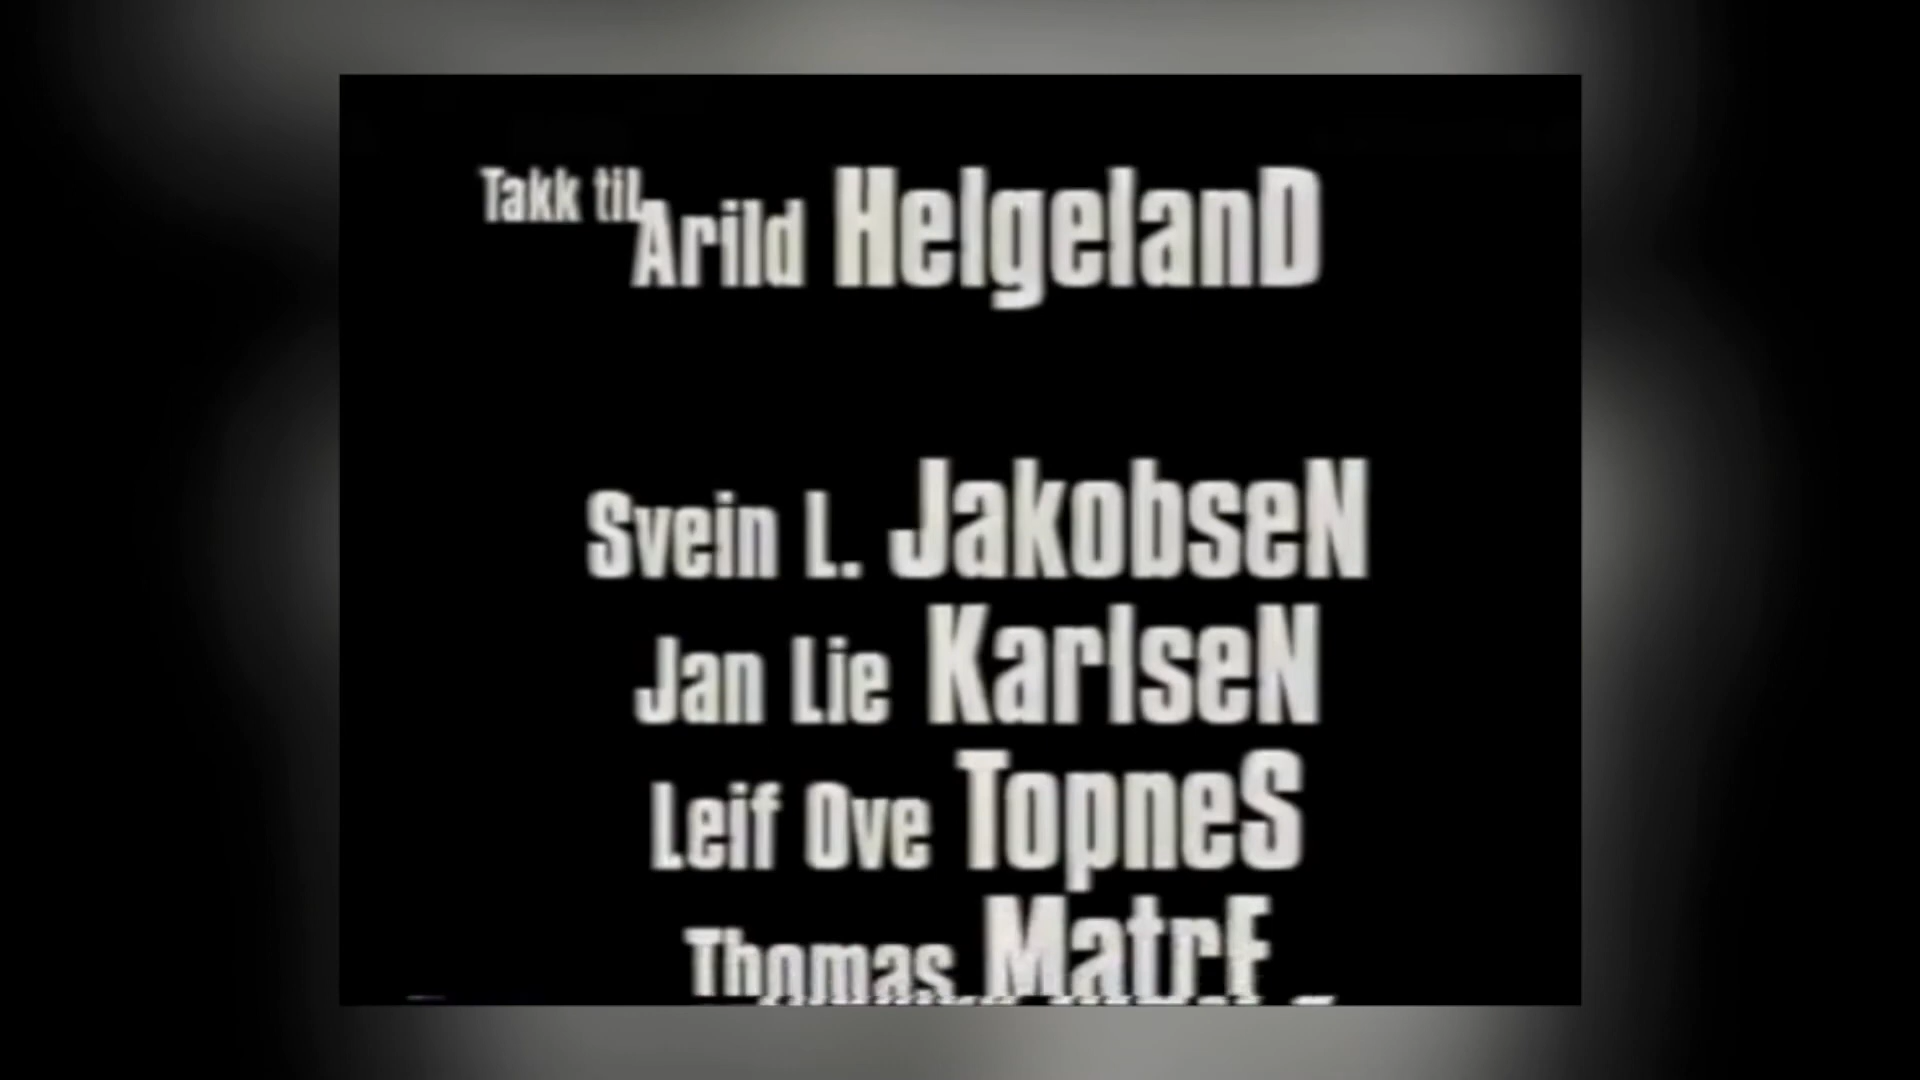 Takk tiL
Arild HelgelanD
Svein L. JakobseN
Jan Lie KarlseN
Leif Ove TopneS
Thomas MatrE